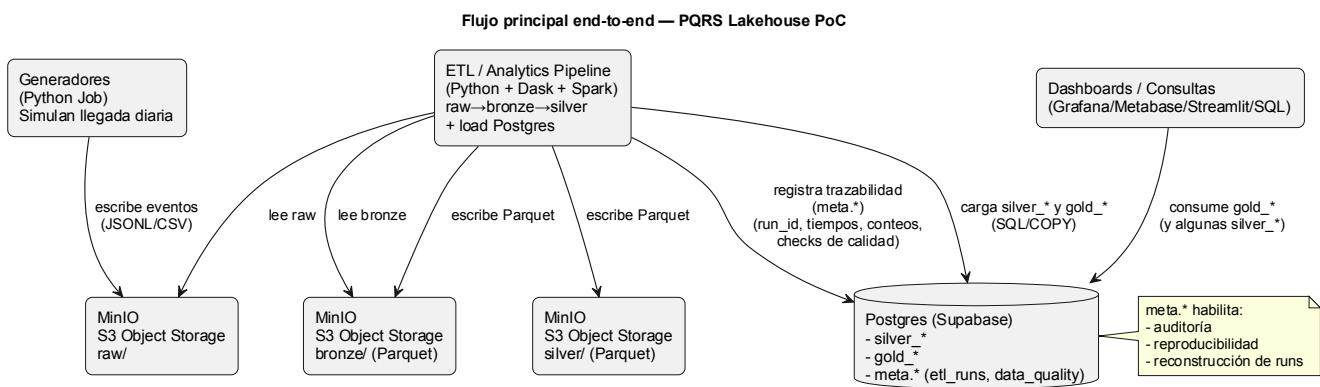 Flujo principal end-to-end — PQRS Lakehouse PoC
Generadores
(Python Job)
Simulan llegada diaria
ETL / Analytics Pipeline
(Python + Dask + Spark)
raw→bronze→silver
+ load Postgres
Dashboards / Consultas
(Grafana/Metabase/Streamlit/SQL)
escribe eventos
(JSONL/CSV)
lee raw
lee bronze
escribe Parquet
escribe Parquet
registra trazabilidad
(meta.*)
(run_id, tiempos, conteos,
checks de calidad)
carga silver_* y gold_*
(SQL/COPY)
consume gold_*
(y algunas silver_*)
MinIO
S3 Object Storage
raw/
MinIO
S3 Object Storage
bronze/ (Parquet)
MinIO
S3 Object Storage
silver/ (Parquet)
Postgres (Supabase)
- silver_*
- gold_*
- meta.* (etl_runs, data_quality)
meta.* habilita:
- auditoría
- reproducibilidad
- reconstrucción de runs